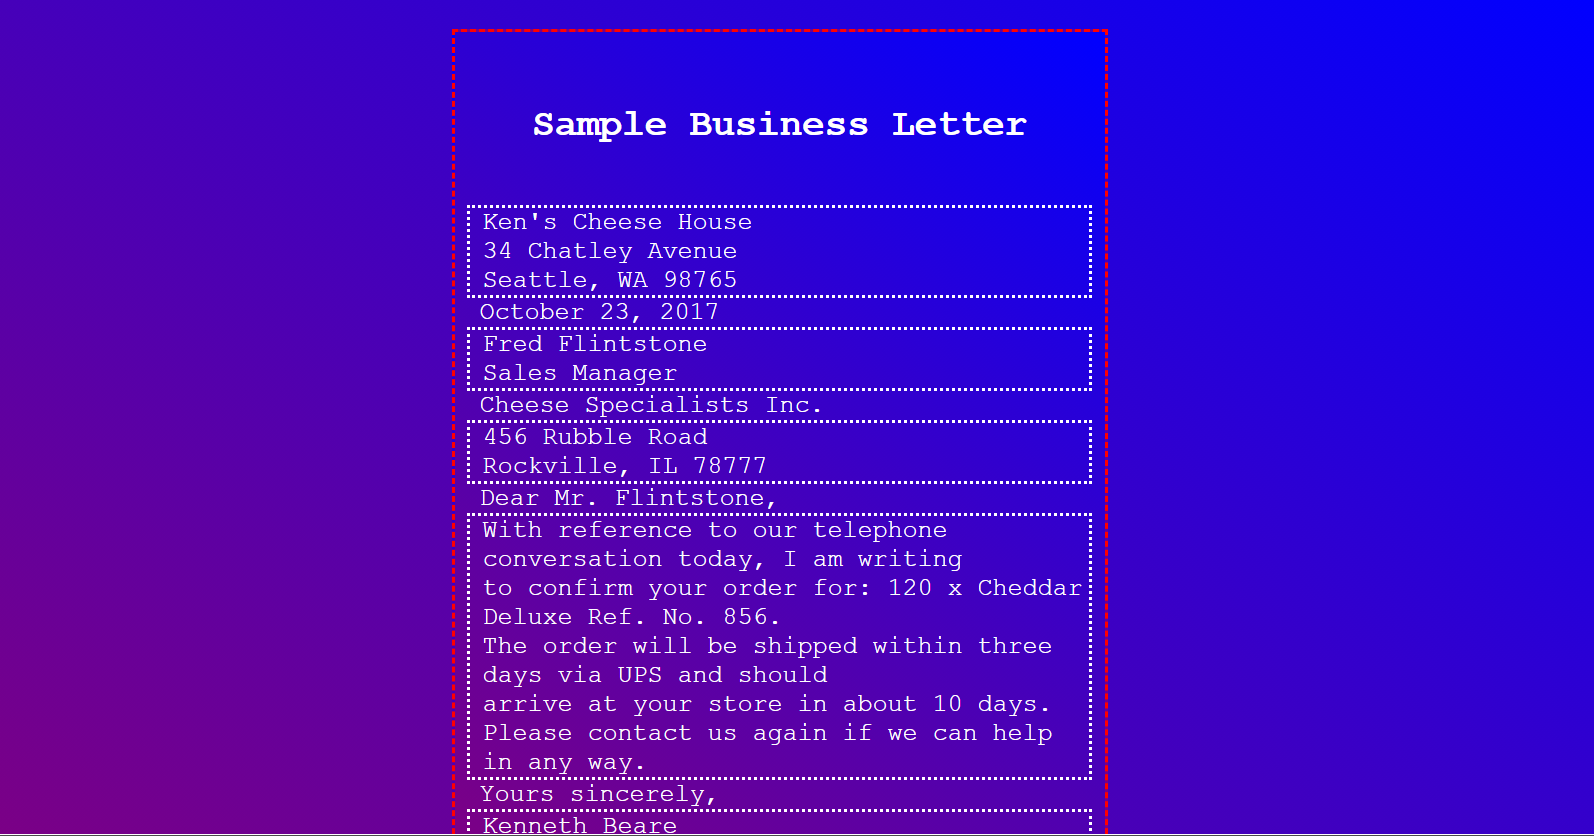 Sample Business Letter
Ken's Cheese House
34 Chatley Avenue
Seattle, WA 98765
October 23, 2017
Fred Flintstone
Sales Manager
Cheese Specialists Inc.
456 Rubble Road
Rockville, IL 78777
Dear Mr. Flintstone,
With reference to our telephone
conversation today, I am writing
to confirm your order for: 120 x Cheddar
Deluxe Ref. No. 856.
The order will be shipped within three
days via UPS and should
arrive at your store in about 10 days.
Please contact us again if we can help
in any way.
Yours sincerely,
Kenneth Beare